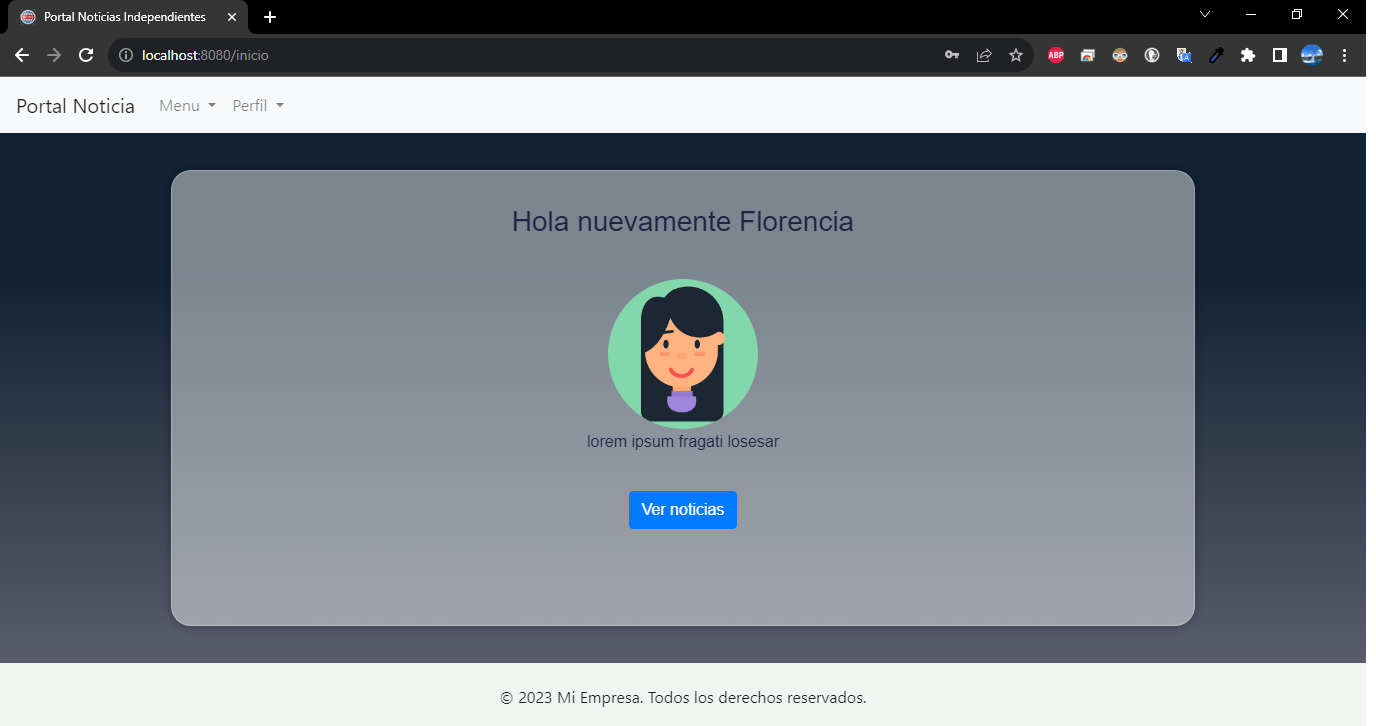 Portal Noticias Independientes
localhost:8080/inicio
ABP
Portal Noticia Menu Perfil
Hola nuevamente Florencia
lorem ipsum fragati losesar
Ver noticias
© 2023 Mi Empresa. Todos los derechos reservados.